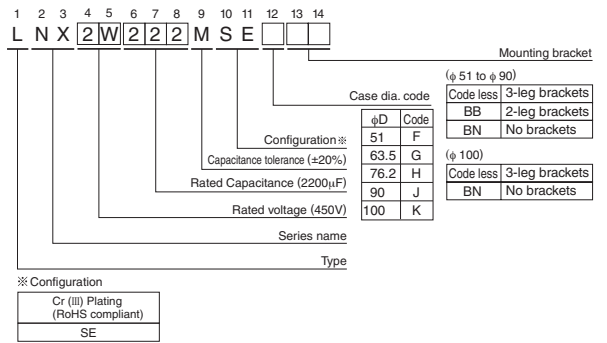 1 2 3 4 5 6 7 8 9 10 11 12 13 14
L N X 2 W 2 2 2 M S E
Mounting bracket
(φ 51 to φ 90)
Code less 3-leg brackets
BB 2-leg brackets
BN No brackets
(φ 100)
Code less 3-leg brackets
BN No brackets
Case dia. code
φD Code
51 F
63.5 G
76.2 H
90 J
100 K
Configuration※
Capacitance tolerance (±20%)
Rated Capacitance (2200μF)
Rated voltage (450V)
Series name
Type
※Configuration
Cr (III) Plating
(RoHS compliant)
SE